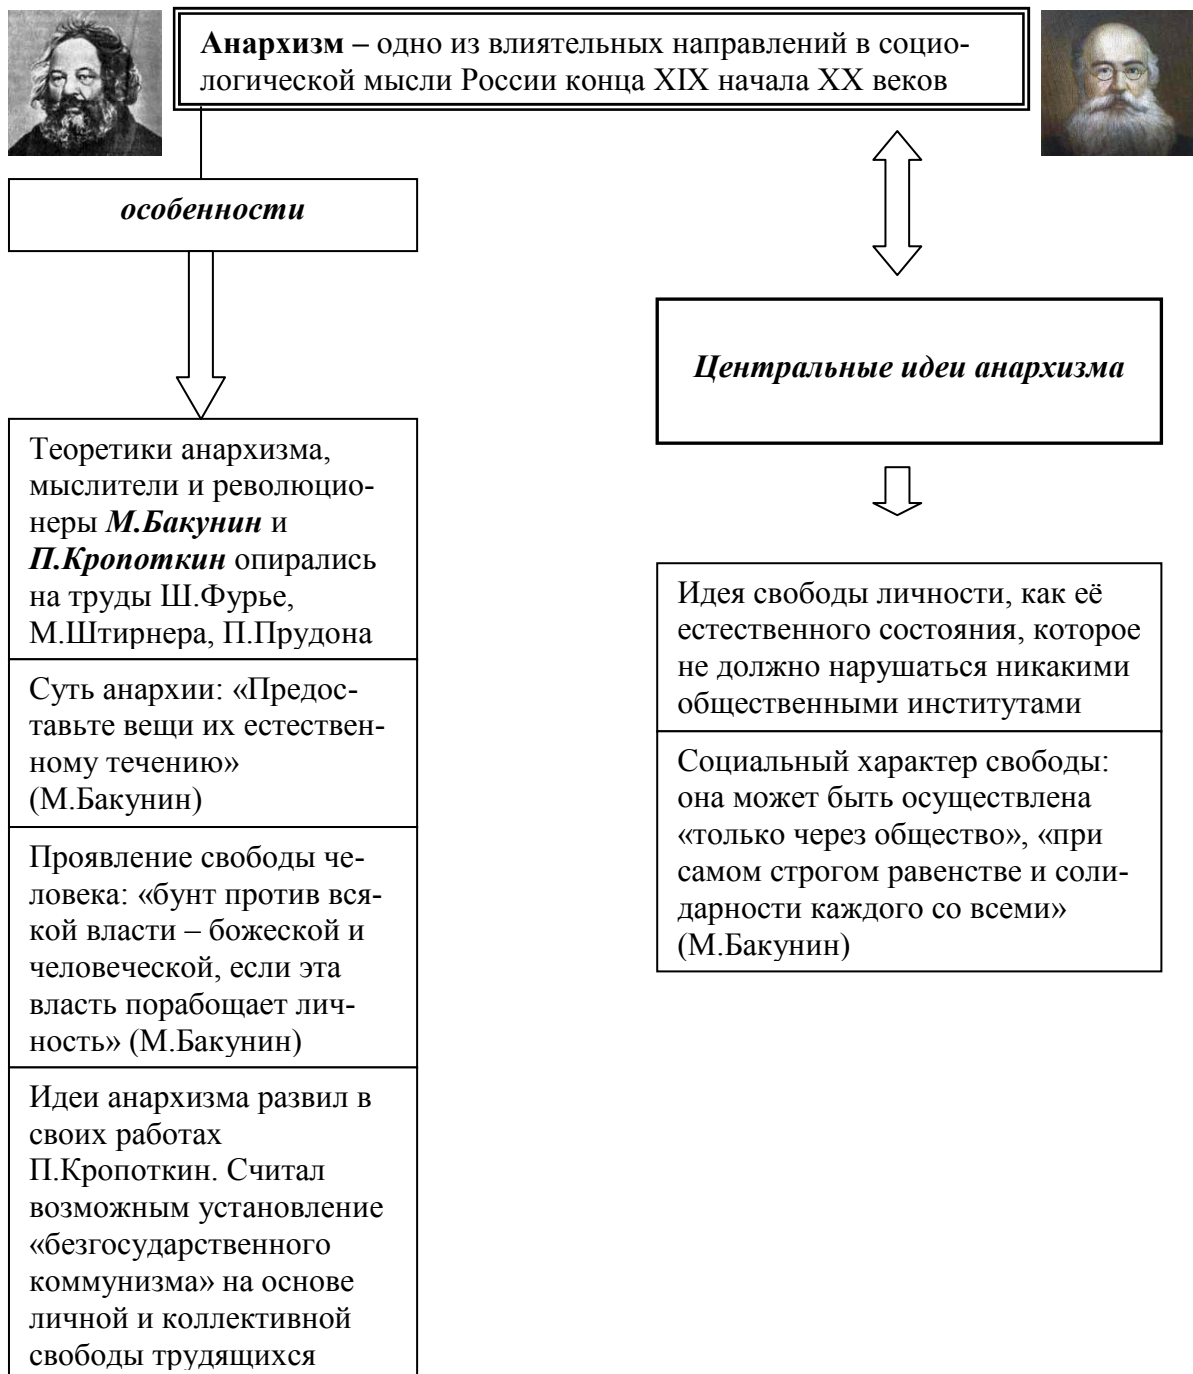 Анархизм – одно из влиятельных направлений в социо-
логической мысли России конца XIX начала XX веков
особенности
Теоретики анархизма,
мыслители и революцио-
неры М.Бакунин и
П.Кропоткин опирались
на труды Ш.Фурье,
М.Штирнера, П.Прудона
Суть анархии: «Предос-
тавьте вещи их естествен-
ному течению»
(М.Бакунин)
Проявление свободы че-
ловека: «бунт против вся-
кой власти – божеской и
человеческой, если эта
власть порабощает лич-
ность» (М.Бакунин)
Идеи анархизма развил в
своих работах
П.Кропоткин. Считал
возможным установление
«безгосударственного
коммунизма» на основе
личной и коллективной
свободы трудящихся
Центральные идеи анархизма
Идея свободы личности, как её
естественного состояния, которое
не должно нарушаться никакими
общественными институтами
Социальный характер свободы:
она может быть осуществлена
«только через общество», «при
самом строгом равенстве и соли-
дарности каждого со всеми»
(М.Бакунин)